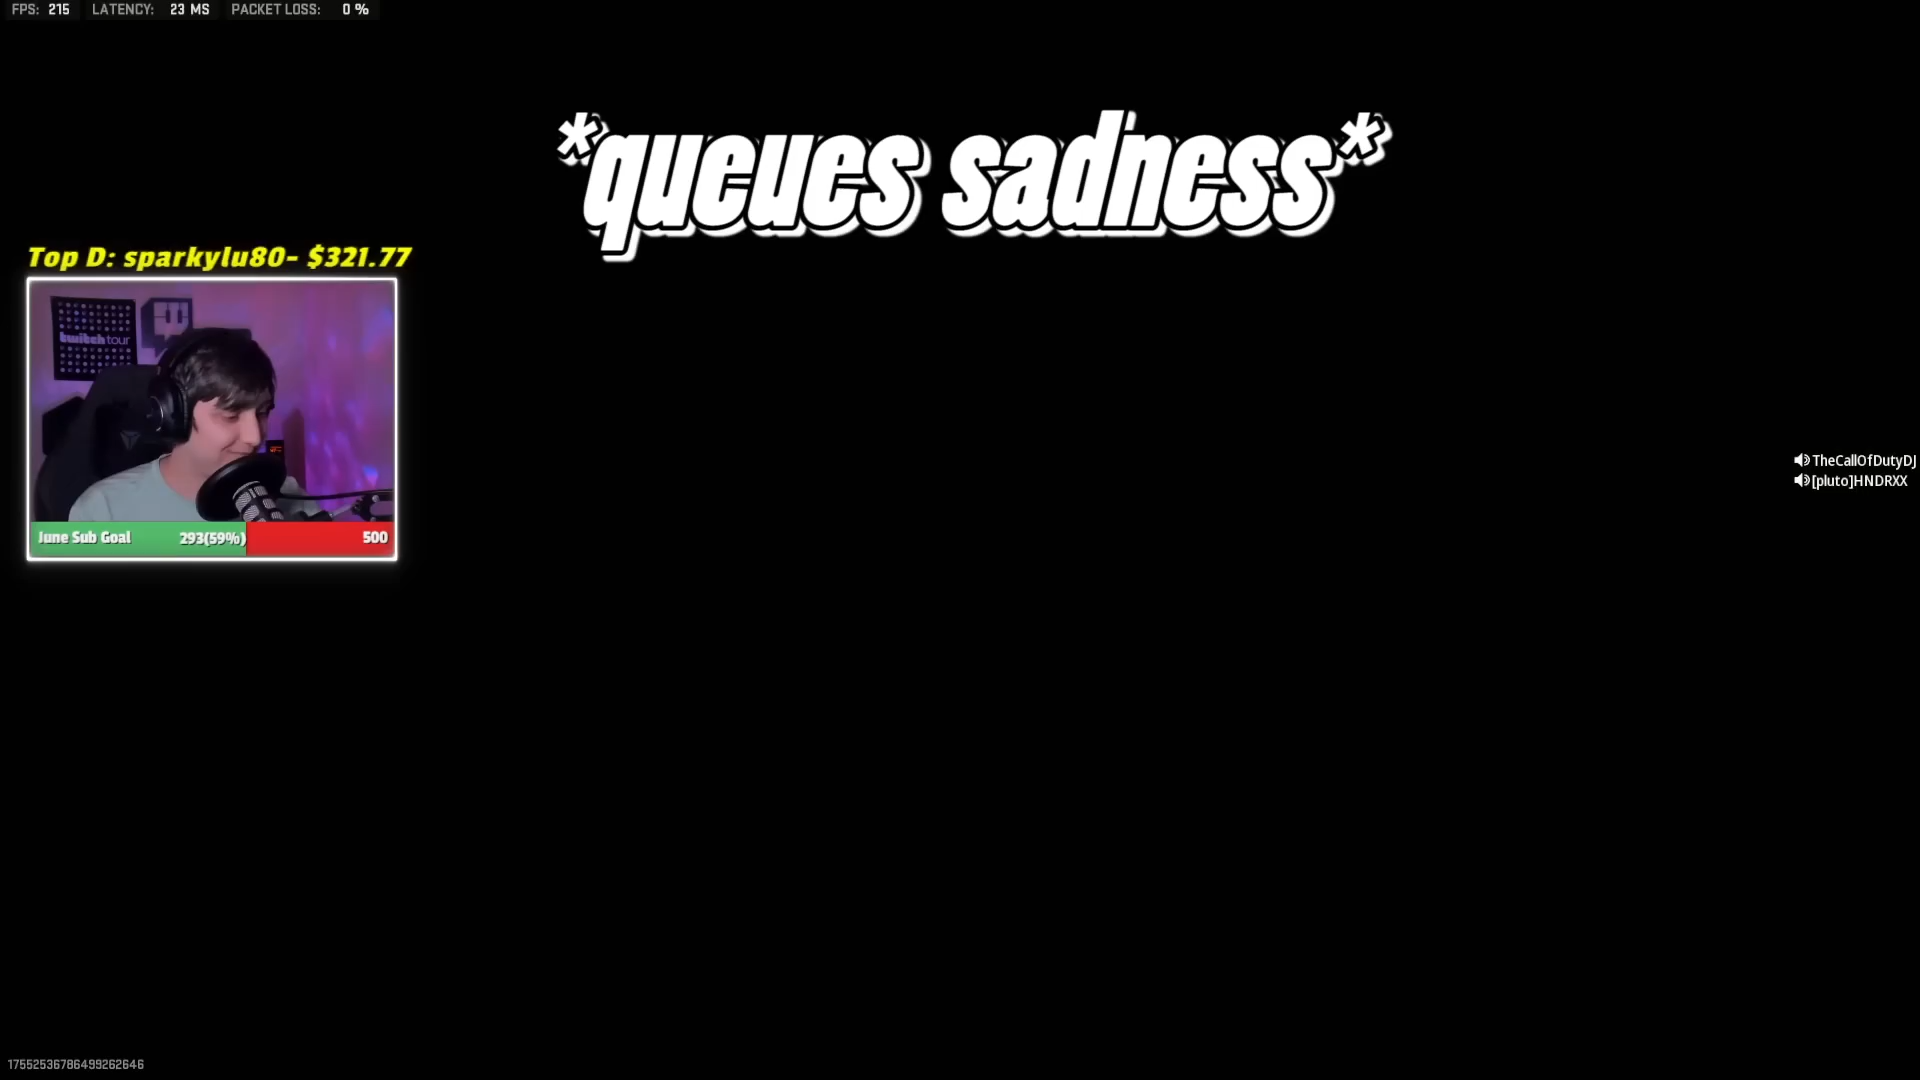 FPS: 215 LATENCY: 23 MS PACKET LOSS: 0 %
*queues sadness*
Top D: sparkylu80- $321.77
twitch tour
June Sub Goal 293(59%) 500
TheCallOfDutyDJ
[pluto]HNDRXX
17552536786499262646